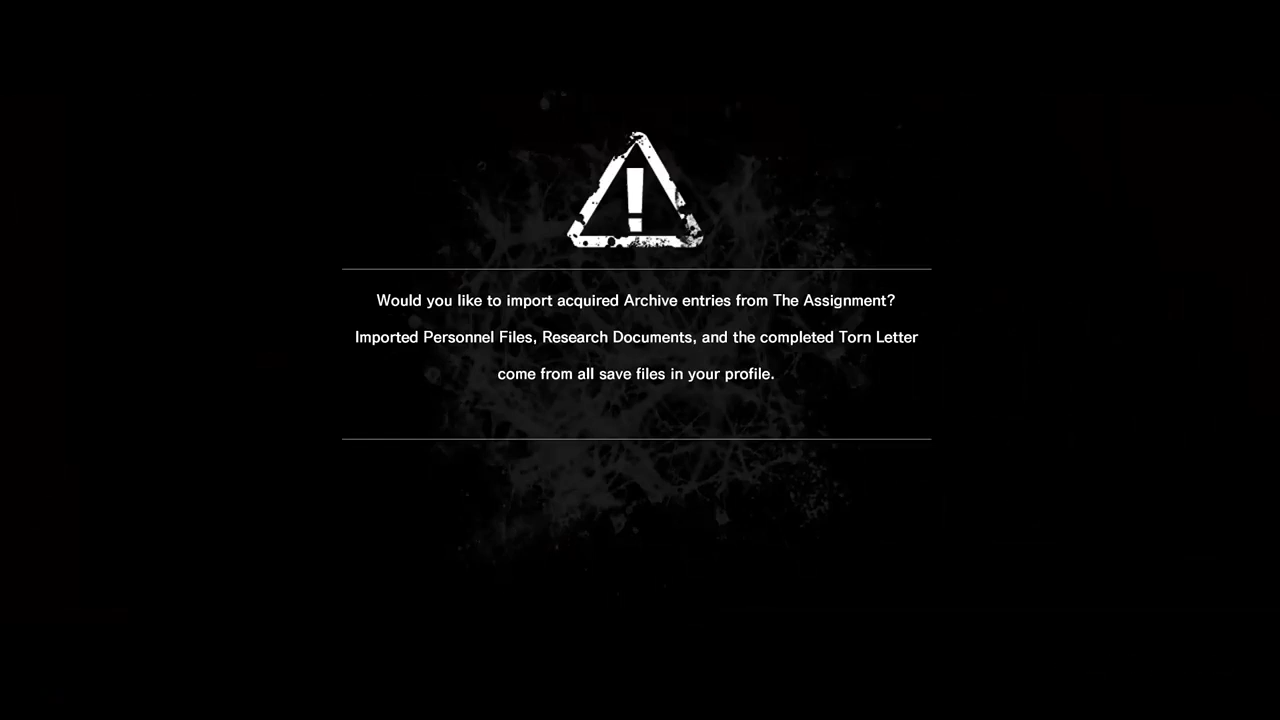 Would you like to import acquired Archive entries from The Assignment?
Imported Personnel Files, Research Documents, and the completed Torn Letter
come from all save files in your profile.